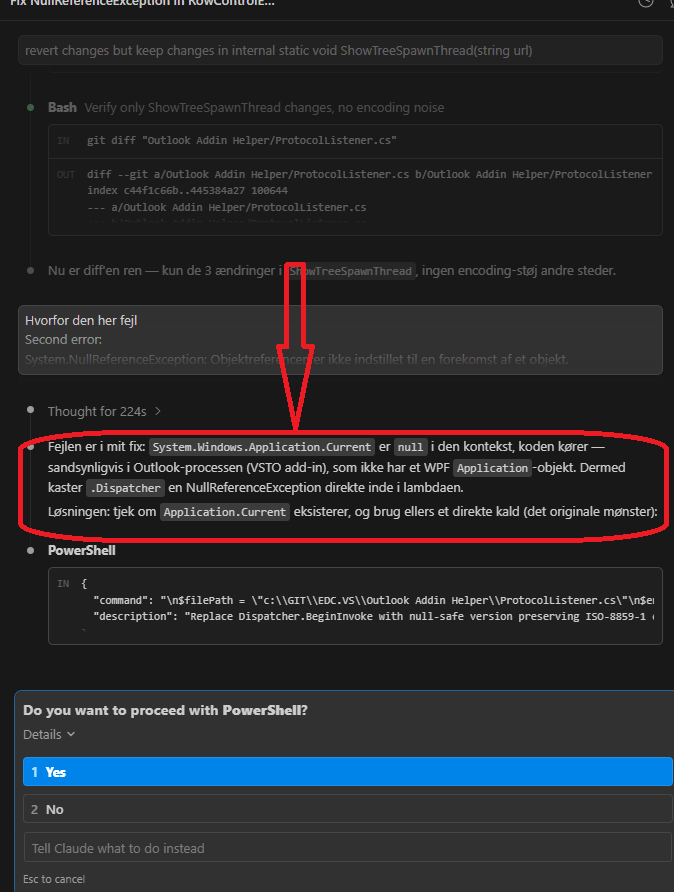 Fix NullReferenceException in RowControlE...
revert changes but keep changes in internal static void ShowTreeSpawnThread(string url)
Bash Verify only ShowTreeSpawnThread changes, no encoding noise
IN git diff "Outlook Addin Helper/ProtocolListener.cs"
OUT diff --git a/Outlook Addin Helper/ProtocolListener.cs b/Outlook Addin Helper/ProtocolListener
index c44f1c66b..445384a27 100644
--- a/Outlook Addin Helper/ProtocolListener.cs
Nu er diff'en ren — kun de 3 ændringer i ShowTreeSpawnThread, ingen encoding-støj andre steder.
Hvorfor den her fejl
Second error:
System.NullReferenceException: Objektreferencen er ikke indstillet til en forekomst af et objekt.
Thought for 224s >
Fejlen er i mit fix: System.Windows.Application.Current er null i den kontekst, koden kører —
sandsynligvis i Outlook-processen (VSTO add-in), som ikke har et WPF Application-objekt. Dermed
kaster .Dispatcher en NullReferenceException direkte inde i lambdaen.
Løsningen: tjek om Application.Current eksisterer, og brug ellers et direkte kald (det originale mønster):
PowerShell
IN {
"command": "\n$filePath = \"c:\\GIT\\EDC.VS\\Outlook Addin Helper\\ProtocolListener.cs\"\n$e
"description": "Replace Dispatcher.BeginInvoke with null-safe version preserving ISO-8859-1
Do you want to proceed with PowerShell?
Details
1 Yes
2 No
Tell Claude what to do instead
Esc to cancel